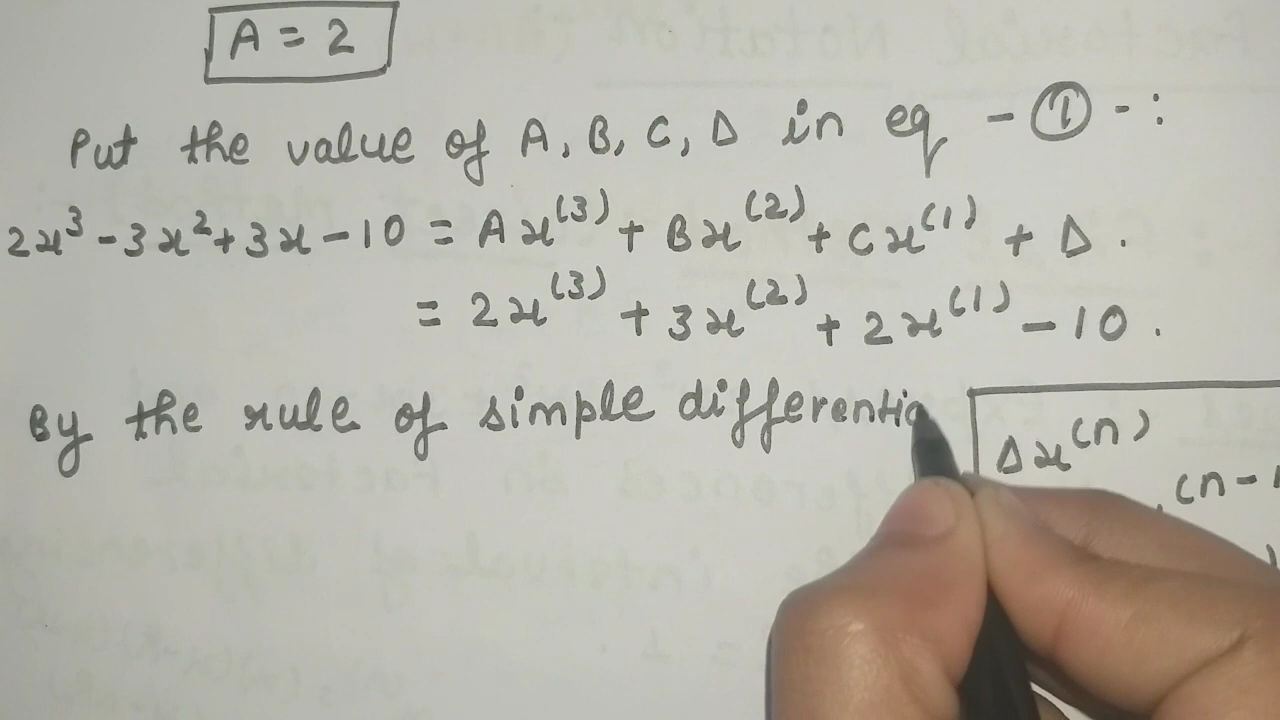 A = 2
Put the value of A, B, C, D in eq - ① - :
2x³ - 3x² + 3x - 10 = Ax⁽³⁾ + Bx⁽²⁾ + Cx⁽¹⁾ + D .
= 2x⁽³⁾ + 3x⁽²⁾ + 2x⁽¹⁾ - 10 .
By the rule of simple differentia
Δx⁽ⁿ⁾
(n-1